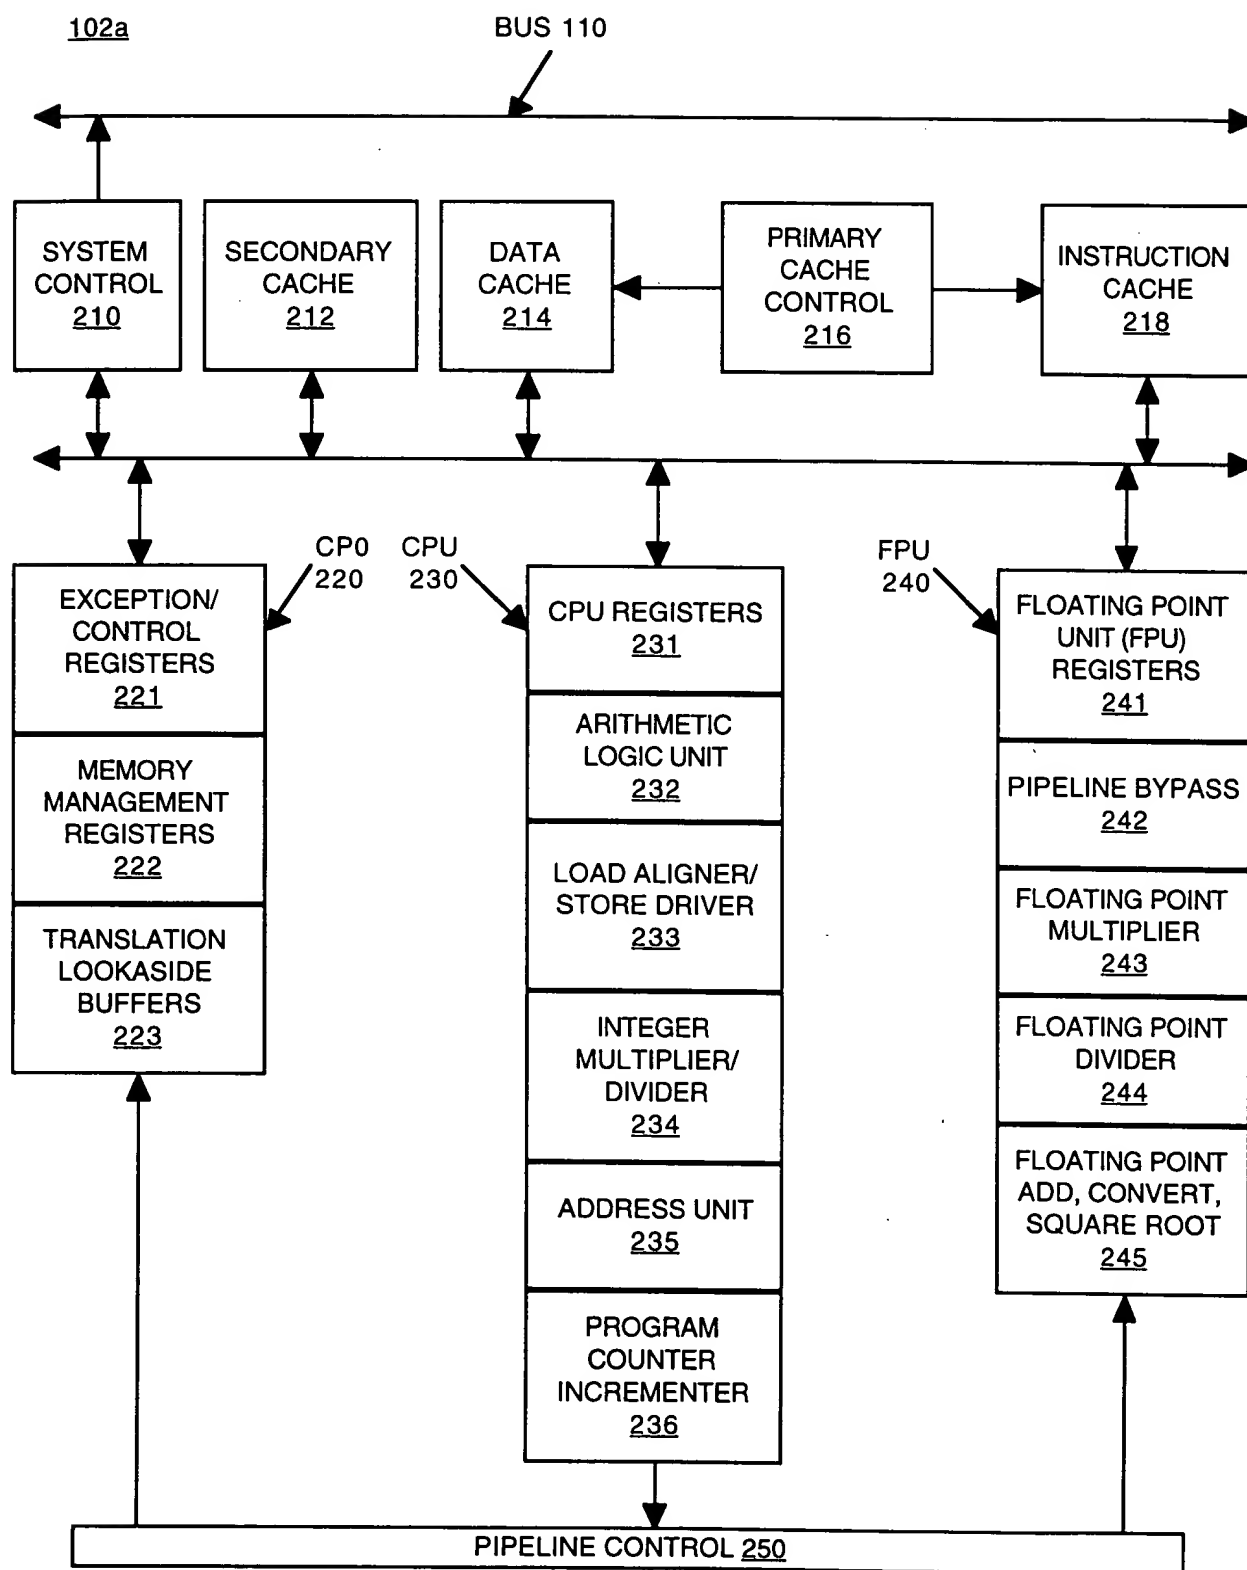 102a
BUS 110
SYSTEM
CONTROL
210
SECONDARY
CACHE
212
DATA
CACHE
214
PRIMARY
CACHE
CONTROL
216
INSTRUCTION
CACHE
218
CP0
220
CPU
230
FPU
240
EXCEPTION/
CONTROL
REGISTERS
221
MEMORY
MANAGEMENT
REGISTERS
222
TRANSLATION
LOOKASIDE
BUFFERS
223
CPU REGISTERS
231
ARITHMETIC
LOGIC UNIT
232
LOAD ALIGNER/
STORE DRIVER
233
INTEGER
MULTIPLIER/
DIVIDER
234
ADDRESS UNIT
235
PROGRAM
COUNTER
INCREMENTER
236
FLOATING POINT
UNIT (FPU)
REGISTERS
241
PIPELINE BYPASS
242
FLOATING POINT
MULTIPLIER
243
FLOATING POINT
DIVIDER
244
FLOATING POINT
ADD, CONVERT,
SQUARE ROOT
245
PIPELINE CONTROL 250